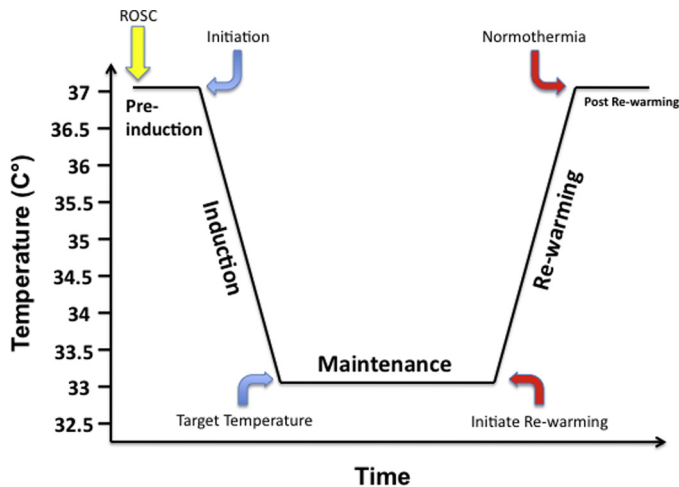 ROSC
Initiation
Normothermia
37
Pre-
induction
Post Re-warming
36.5
36
35.5
35
34.5
34
33.5
33
32.5
Temperature (C°)
Induction
Re-warming
Maintenance
Target Temperature
Initiate Re-warming
Time